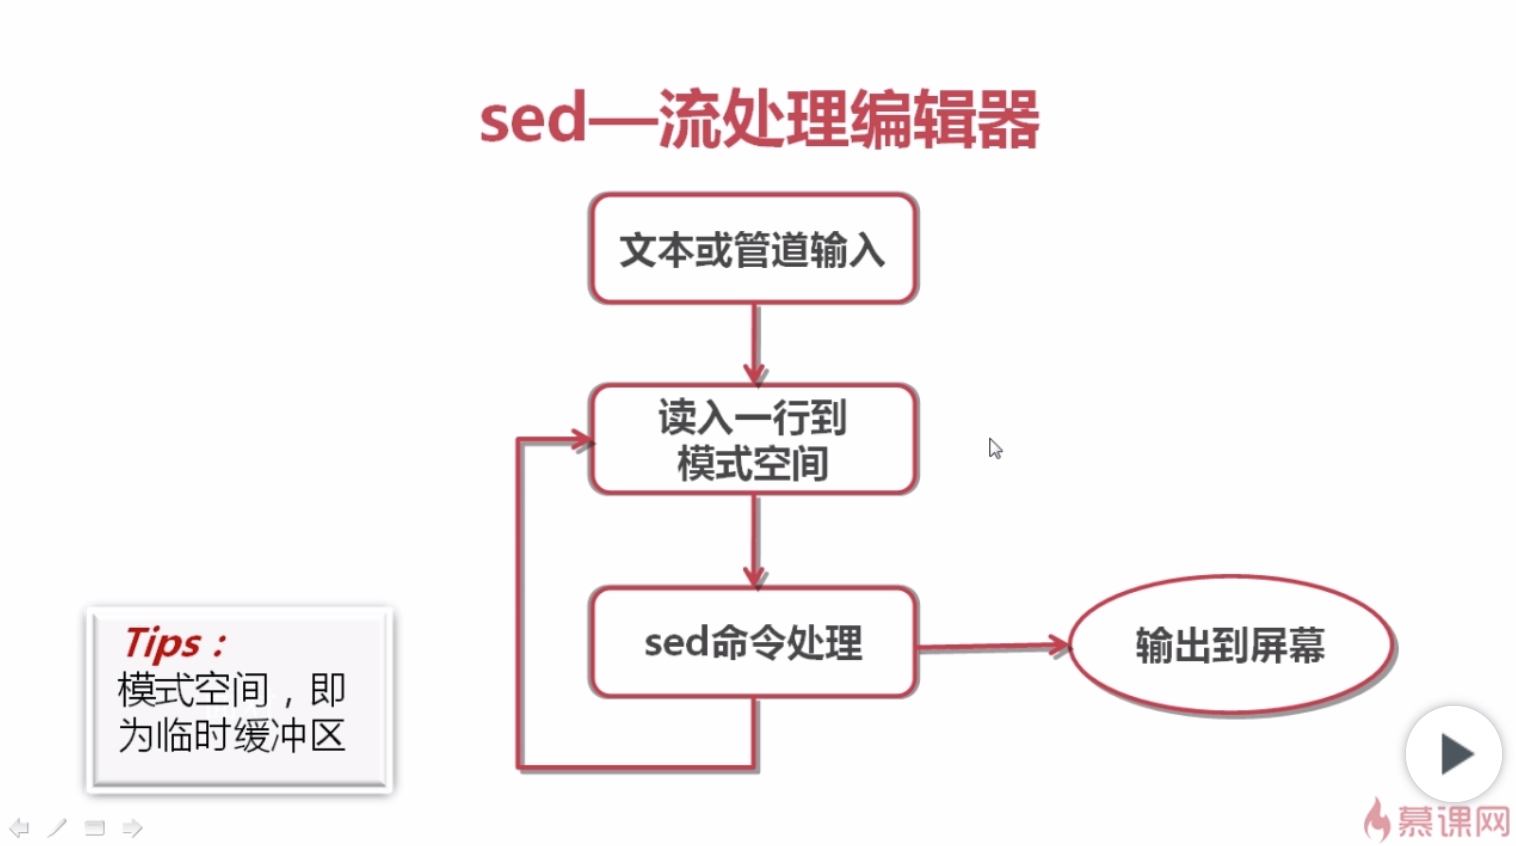 sed—流处理编辑器
文本或管道输入
读入一行到
模式空间
sed命令处理
输出到屏幕
Tips：
模式空间，即
为临时缓冲区
慕课网